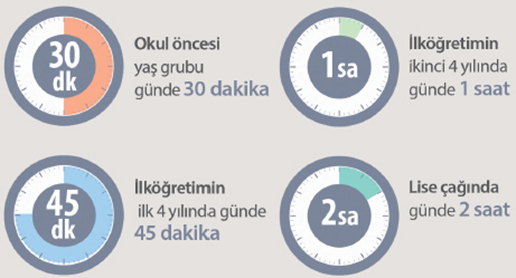 30
dk
Okul öncesi
yaş grubu
günde 30 dakika
1sa
İlköğretimin
ikinci 4 yılında
günde 1 saat
45
dk
İlköğretimin
ilk 4 yılında günde
45 dakika
2sa
Lise çağında
günde 2 saat